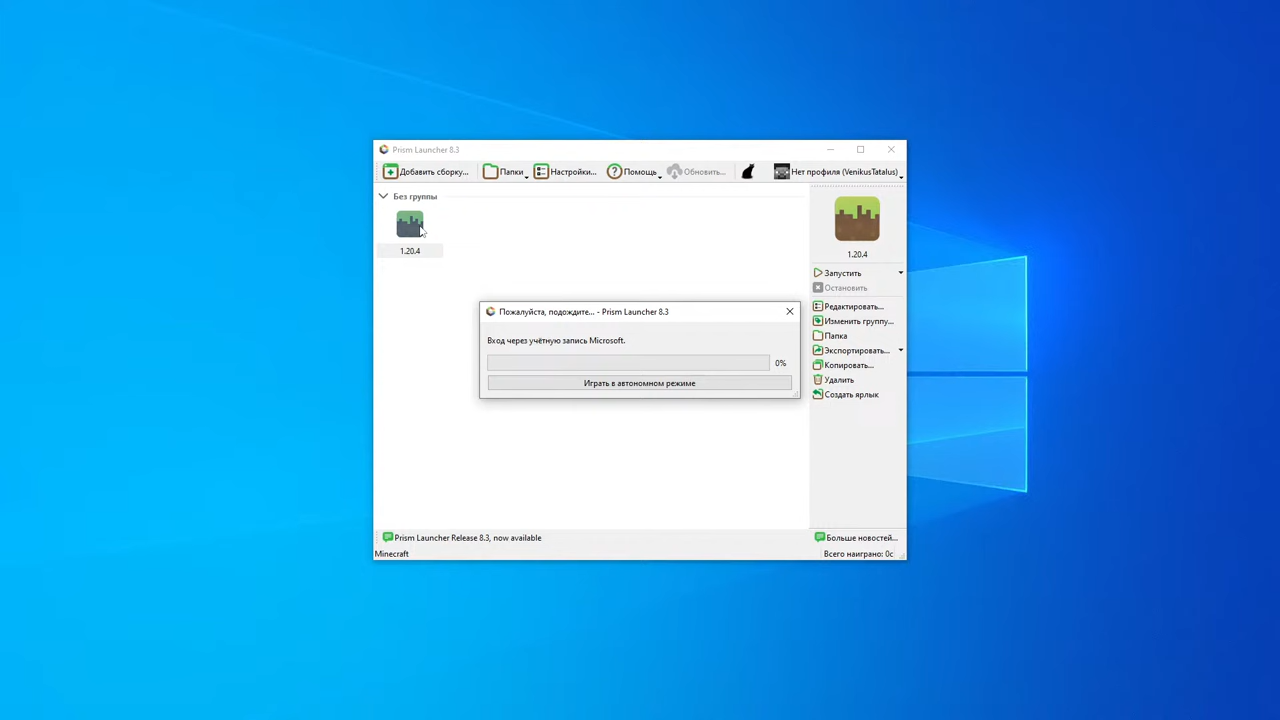 Prism Launcher 8.3
Добавить сборку...
Папки
Настройки...
Помощь
Обновить...
Нет профиля (VenikusTatalus)
Без группы
1.20.4
1.20.4
Запустить
Остановить
Редактировать...
Изменить группу...
Папка
Экспортировать...
Копировать...
Удалить
Создать ярлык
Пожалуйста, подождите... - Prism Launcher 8.3
Вход через учётную запись Microsoft.
0%
Играть в автономном режиме
Prism Launcher Release 8.3, now available
Больше новостей...
Minecraft
Всего наиграно: 0с